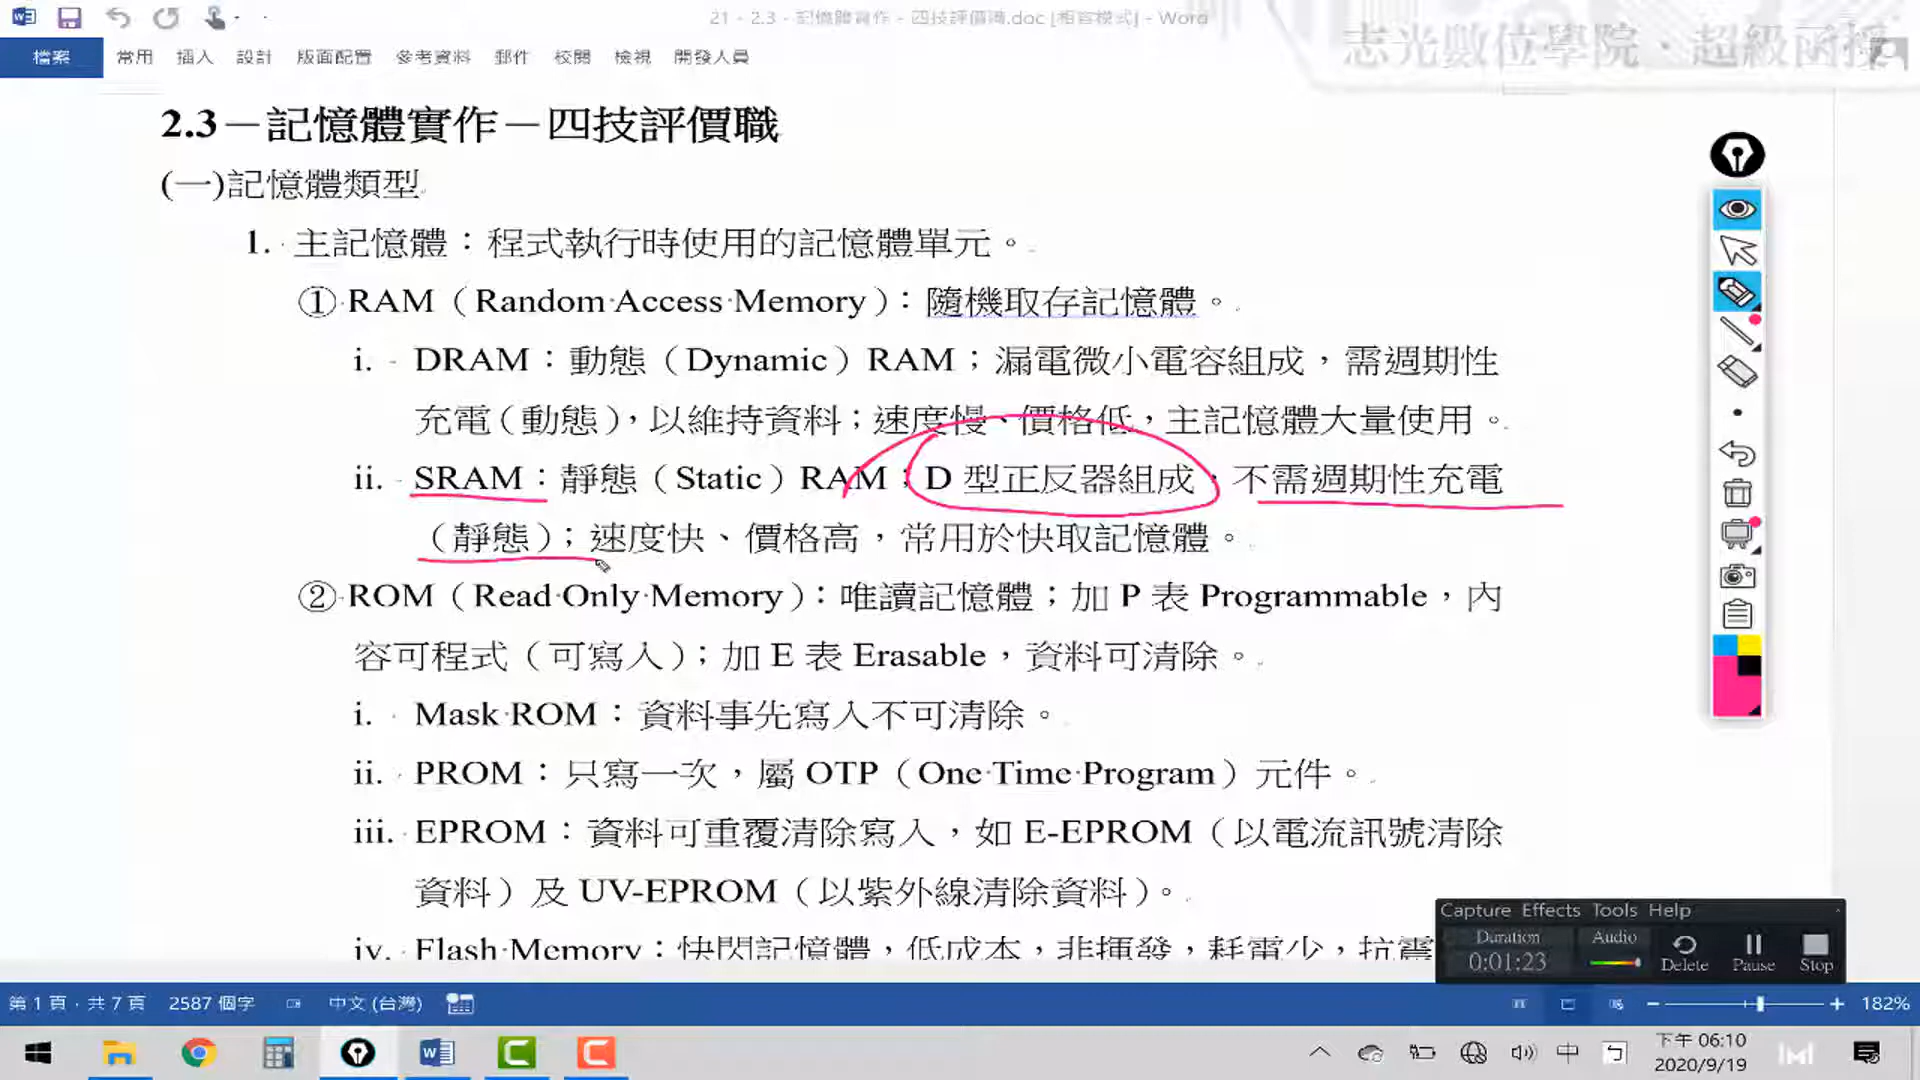 21 - 2.3 - 記憶體實作 - 四技評價職.doc [相容模式] - Word
志光數位學院、超級函授
檔案 常用 插入 設計 版面配置 參考資料 郵件 校閱 檢視 開發人員
2.3－記憶體實作－四技評價職
(一)記憶體類型
1. 主記憶體：程式執行時使用的記憶體單元。
① RAM（Random Access Memory）：隨機取存記憶體。
i. DRAM：動態（Dynamic）RAM；漏電微小電容組成，需週期性
充電（動態），以維持資料；速度慢、價格低，主記憶體大量使用。
ii. SRAM：靜態（Static）RAM；D 型正反器組成，不需週期性充電
（靜態）；速度快、價格高，常用於快取記憶體。
② ROM（Read Only Memory）：唯讀記憶體；加 P 表 Programmable，內
容可程式（可寫入）；加 E 表 Erasable，資料可清除。
i. Mask ROM：資料事先寫入不可清除。
ii. PROM：只寫一次，屬 OTP（One Time Program）元件。
iii. EPROM：資料可重覆清除寫入，如 E-EPROM（以電流訊號清除
資料）及 UV-EPROM（以紫外線清除資料）。
iv. Flash Memory：快閃記憶體，低成本，非揮發，耗電少，抗震
Capture Effects Tools Help
Duration
0:01:23
Audio
Delete Pause Stop
第 1 頁，共 7 頁 2587 個字 中文 (台灣) 182%
中 ㄅ
下午 06:10
2020/9/19